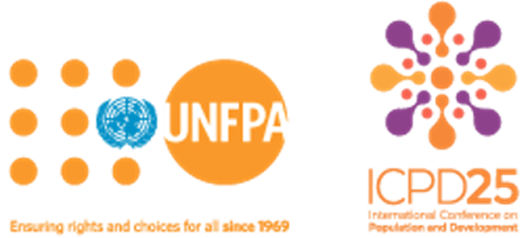 UNFPA
Ensuring rights and choices for all since 1969
ICPD25
International Conference on
Population and Development